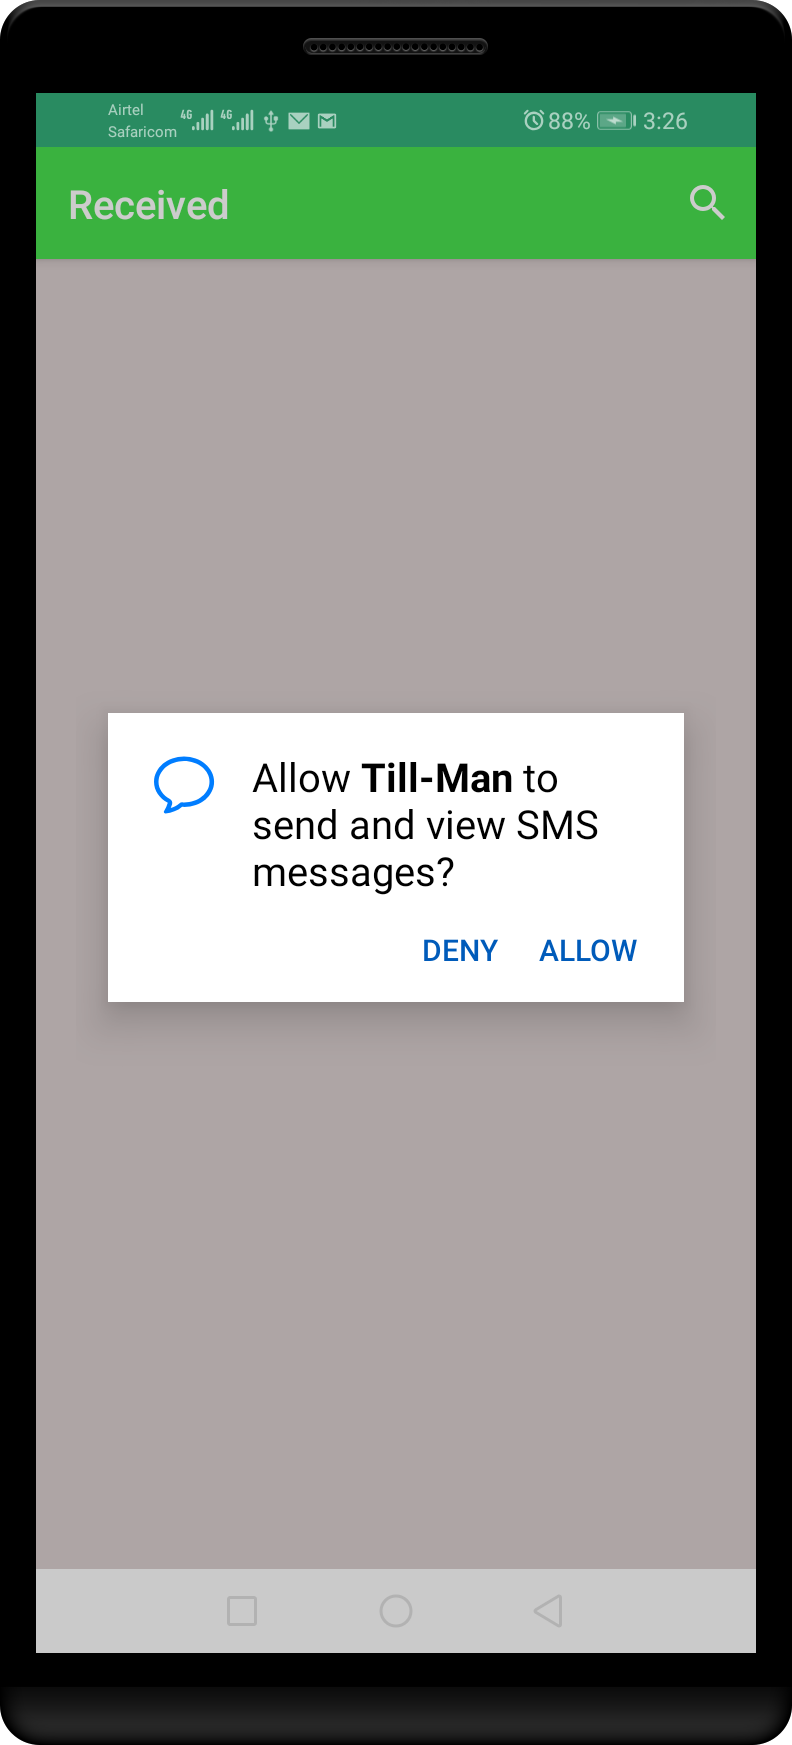 Airtel
Safaricom 4G 4G 88% 3:26
Received
Allow Till-Man to
send and view SMS
messages?
DENY ALLOW